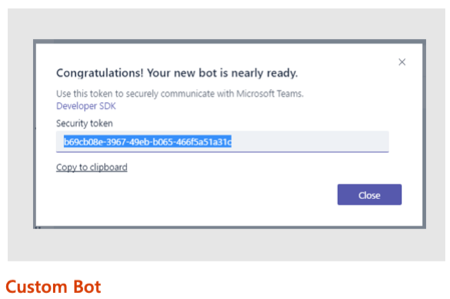 Congratulations! Your new bot is nearly ready.
Use this token to securely communicate with Microsoft Teams.
Developer SDK
Security token
b69cb08e-3967-49eb-b065-466f5a51a31c
Copy to clipboard
Close
Custom Bot